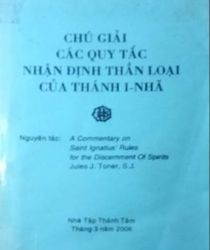 CHÚ GIẢI
CÁC QUY TẮC
NHẬN ĐỊNH THẦN LOẠI
CỦA THÁNH I-NHÃ
Nguyên tác: A Commentary on
Saint Ignatius' Rules
for the Discernment Of Spirits
Jules J. Toner, S.J.
Nhà Tập Thánh Tâm
Tháng 3 năm 2006